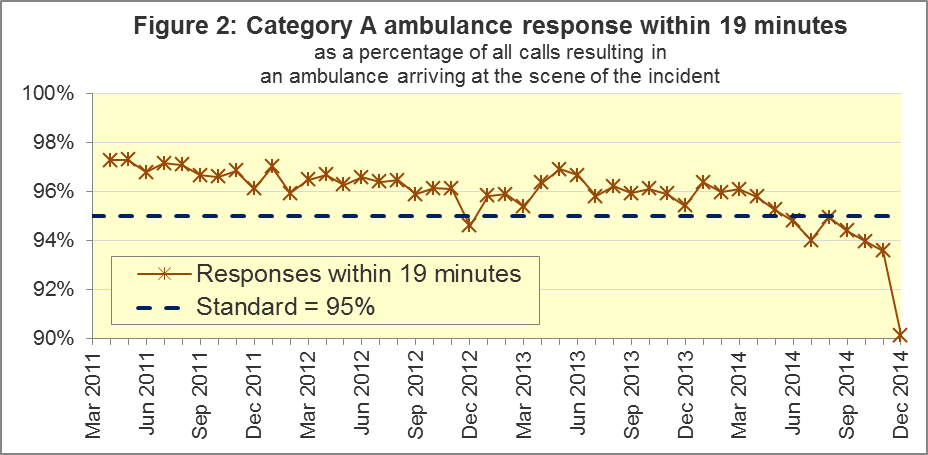 Figure 2: Category A ambulance response within 19 minutes
as a percentage of all calls resulting in
an ambulance arriving at the scene of the incident
100%
98%
96%
94%
92%
90%
Responses within 19 minutes
Standard = 95%
Mar 2011
Jun 2011
Sep 2011
Dec 2011
Mar 2012
Jun 2012
Sep 2012
Dec 2012
Mar 2013
Jun 2013
Sep 2013
Dec 2013
Mar 2014
Jun 2014
Sep 2014
Dec 2014